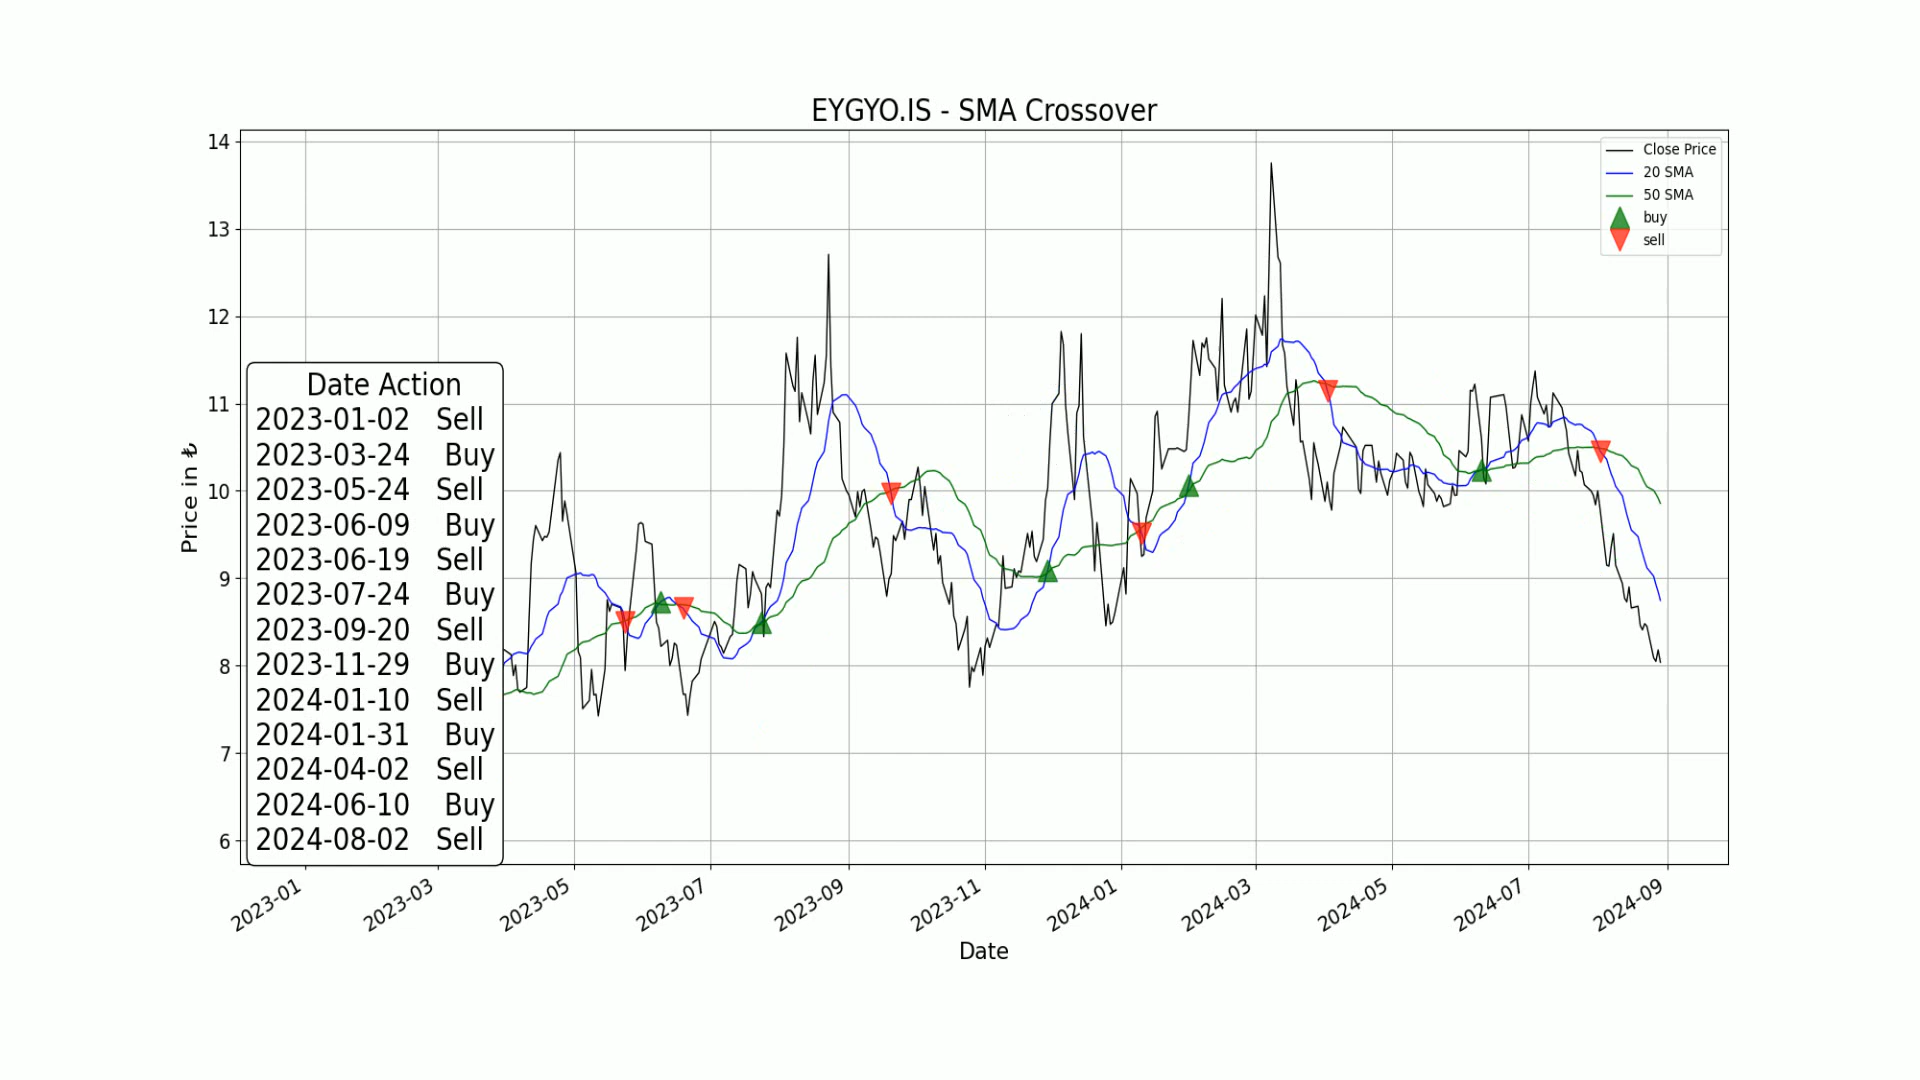 EYGYO.IS - SMA Crossover
14
13
12
11
10
9
8
7
6
Price in ₺
Close Price
20 SMA
50 SMA
buy
sell
Date Action
2023-01-02 Sell
2023-03-24 Buy
2023-05-24 Sell
2023-06-09 Buy
2023-06-19 Sell
2023-07-24 Buy
2023-09-20 Sell
2023-11-29 Buy
2024-01-10 Sell
2024-01-31 Buy
2024-04-02 Sell
2024-06-10 Buy
2024-08-02 Sell
2023-01
2023-03
2023-05
2023-07
2023-09
2023-11
2024-01
2024-03
2024-05
2024-07
2024-09
Date